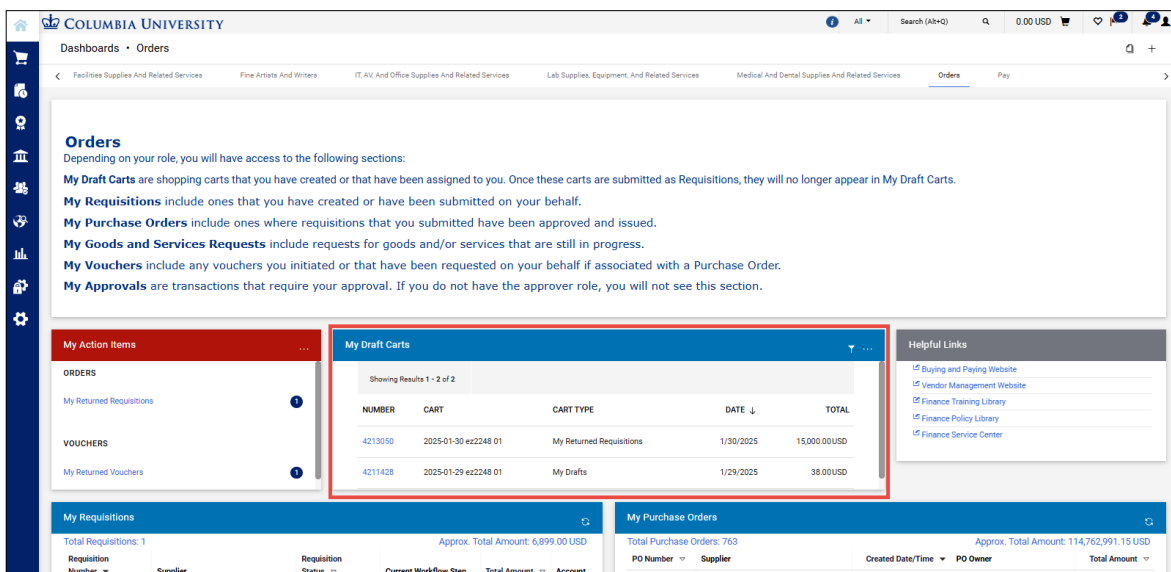 COLUMBIA UNIVERSITY
All
Search (Alt+Q)
0.00 USD
2
4
Dashboards • Orders
Facilities Supplies And Related Services
Fine Artists And Writers
IT, AV, And Office Supplies And Related Services
Lab Supplies, Equipment, And Related Services
Medical And Dental Supplies And Related Services
Orders
Pay
Orders
Depending on your role, you will have access to the following sections:
My Draft Carts are shopping carts that you have created or that have been assigned to you. Once these carts are submitted as Requisitions, they will no longer appear in My Draft Carts.
My Requisitions include ones that you have created or have been submitted on your behalf.
My Purchase Orders include ones where requisitions that you submitted have been approved and issued.
My Goods and Services Requests include requests for goods and/or services that are still in progress.
My Vouchers include any vouchers you initiated or that have been requested on your behalf if associated with a Purchase Order.
My Approvals are transactions that require your approval. If you do not have the approver role, you will not see this section.
My Action Items
...
ORDERS
My Returned Requisitions 1
VOUCHERS
My Returned Vouchers 1
My Draft Carts
...
Showing Results 1 - 2 of 2
NUMBER CART CART TYPE DATE ↓ TOTAL
4213050 2025-01-30 ez2248 01 My Returned Requisitions 1/30/2025 15,000.00 USD
4211428 2025-01-29 ez2248 01 My Drafts 1/29/2025 38.00 USD
Helpful Links
Buying and Paying Website
Vendor Management Website
Finance Training Library
Finance Policy Library
Finance Service Center
My Requisitions
Total Requisitions: 1 Approx. Total Amount: 6,899.00 USD
Requisition Number Supplier Requisition Status Current Workflow Step Total Amount Account
My Purchase Orders
Total Purchase Orders: 763 Approx. Total Amount: 114,762,991.15 USD
PO Number Supplier Created Date/Time PO Owner Total Amount